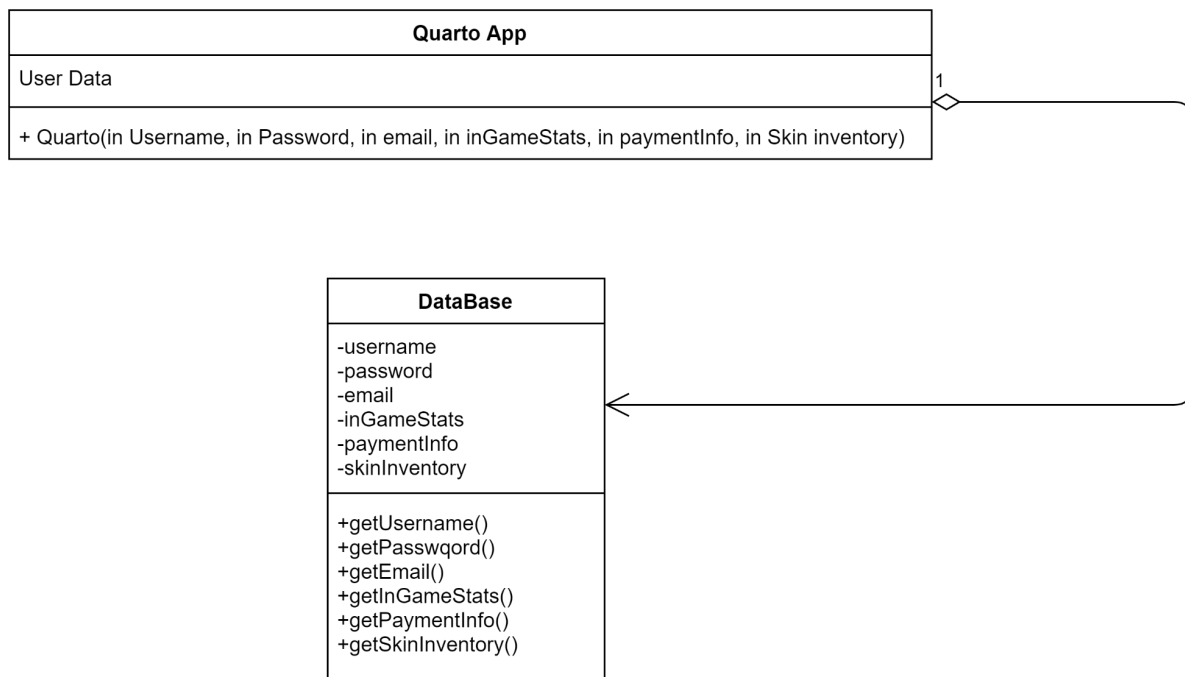 Quarto App
User Data
1
+ Quarto(in Username, in Password, in email, in inGameStats, in paymentInfo, in Skin inventory)
DataBase
-username
-password
-email
-inGameStats
-paymentInfo
-skinInventory
+getUsername()
+getPasswqord()
+getEmail()
+getInGameStats()
+getPaymentInfo()
+getSkinInventory()